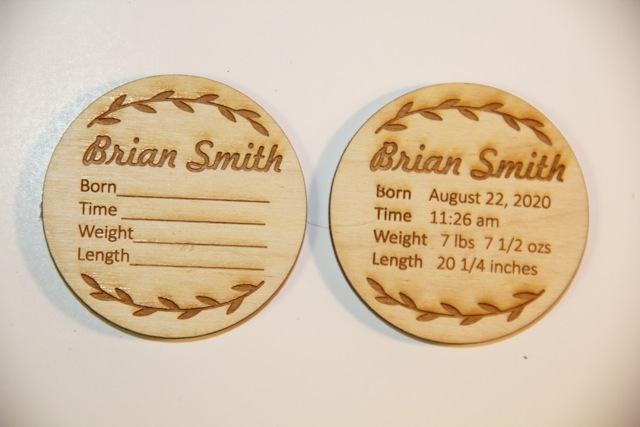 Brian Smith
Born
Time
Weight
Length
Brian Smith
Born August 22, 2020
Time 11:26 am
Weight 7 lbs 7 1/2 ozs
Length 20 1/4 inches